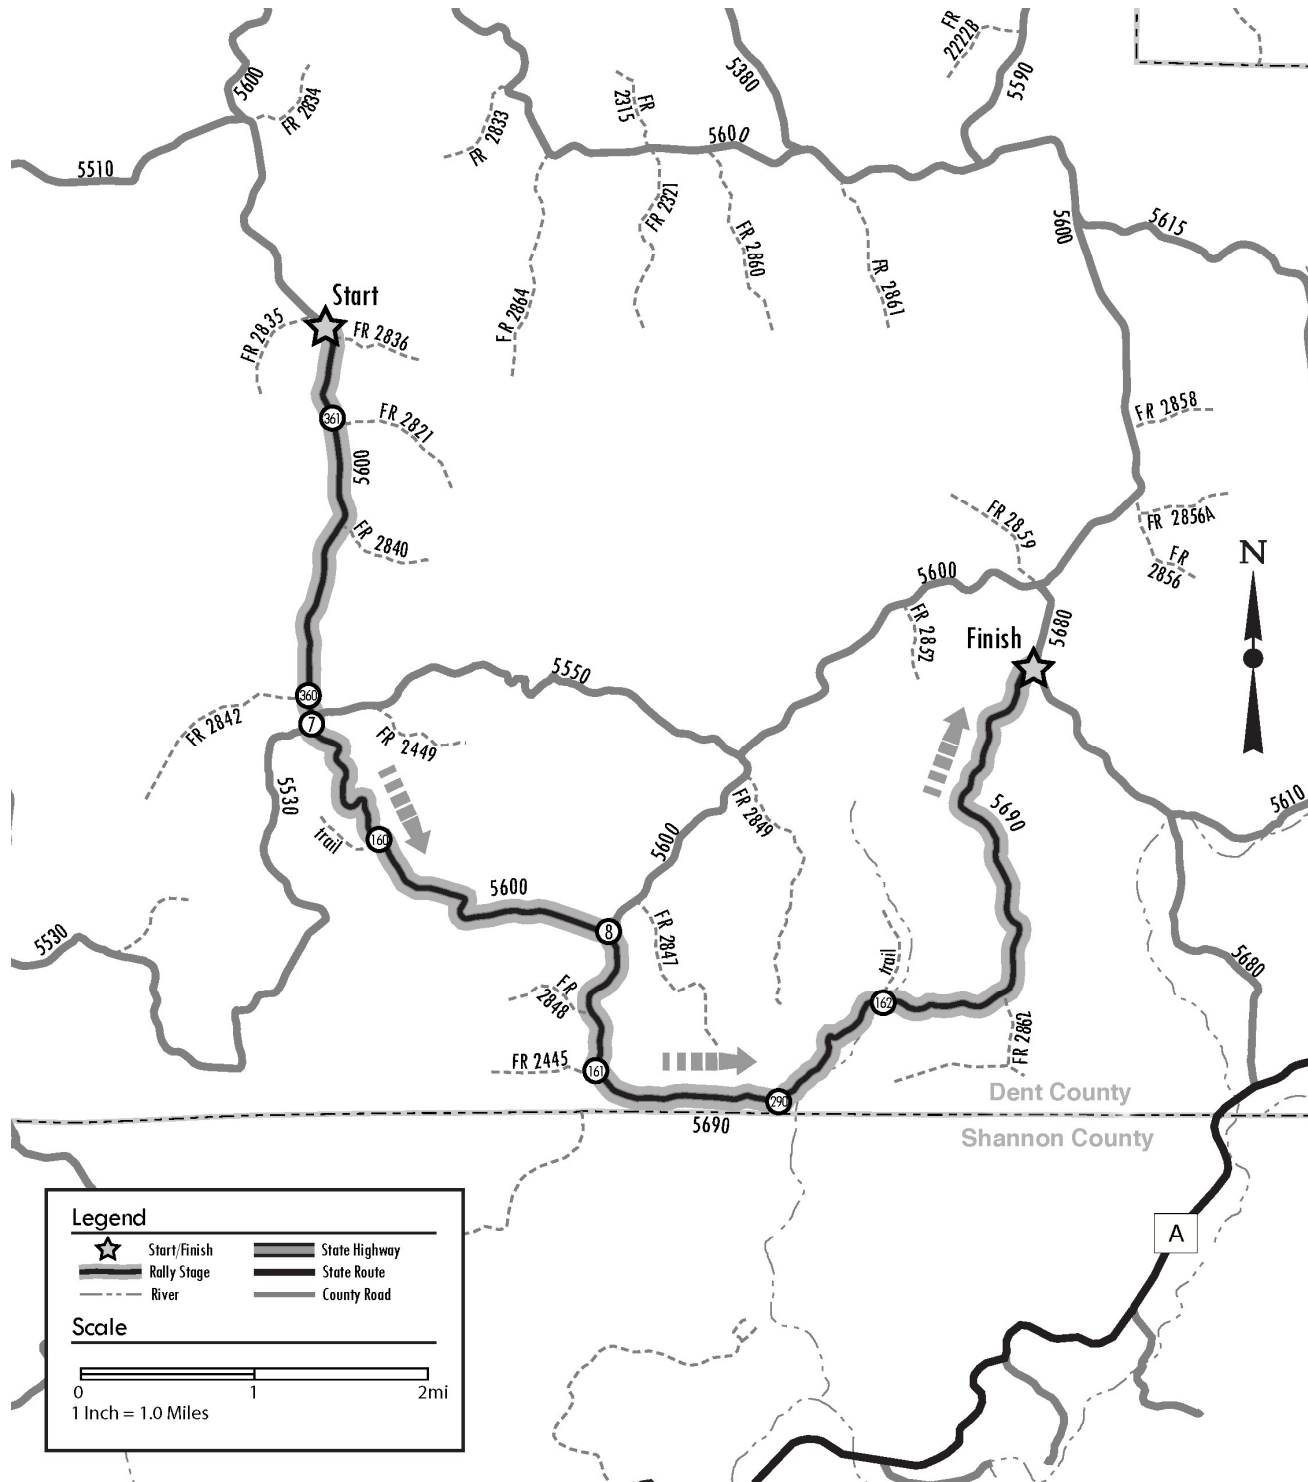 FR
2222B
5600
FR 2834
5380
5590
FR
2315
FR 2833
5600
5510
FR 2321
5600
5615
FR 2860
FR 2864
FR 2861
Start
FR 2835
FR 2836
361
FR 2821
FR 2858
5600
FR 2859
FR 2856A
FR 2840
FR
2856
N
5600
FR 2852
5680
Finish
5550
360
7
FR 2842
FR 2449
5530
FR 2849
5690
5610
trail
160
5600
5600
8
FR 2847
5530
trail
5680
FR
2848
162
FR 2862
FR 2445
161
290
Dent County
5690
Shannon County
A
Legend
Start/Finish
State Highway
Rally Stage
State Route
River
County Road
Scale
0 1 2mi
1 Inch = 1.0 Miles